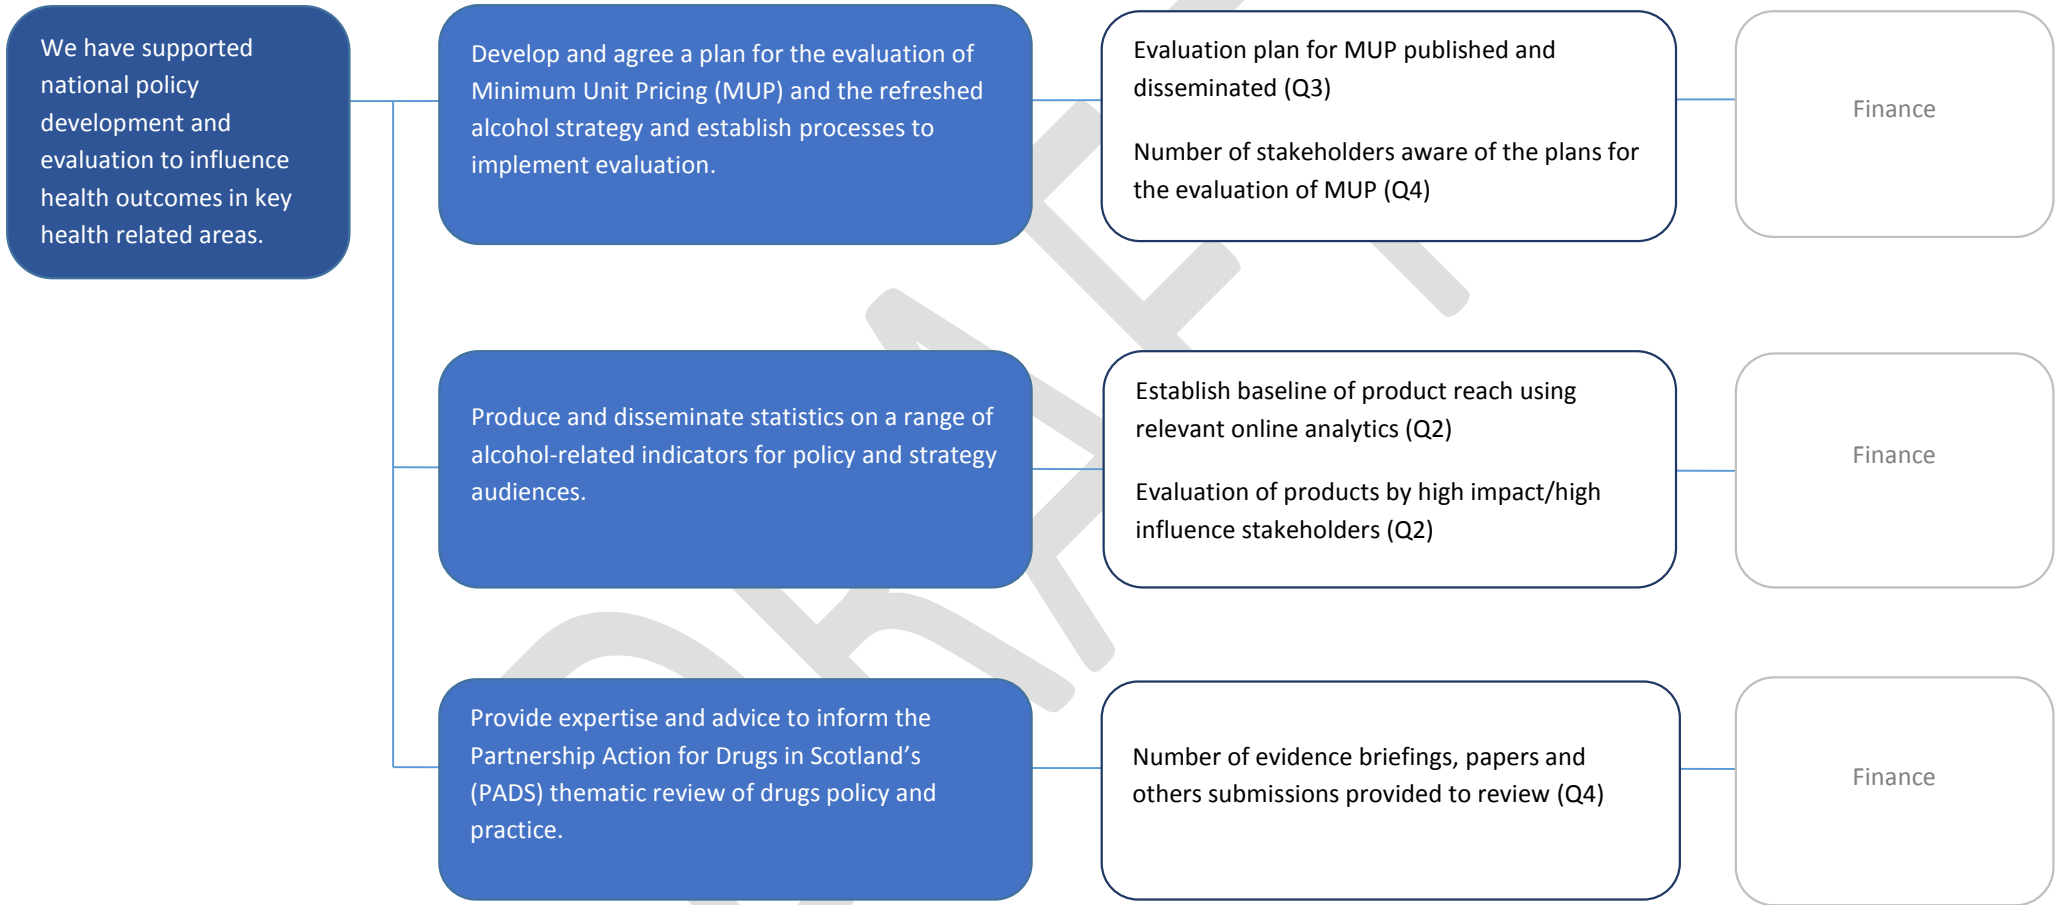 We have supported
national policy
development and
evaluation to influence
health outcomes in key
health related areas.
Develop and agree a plan for the evaluation of
Minimum Unit Pricing (MUP) and the refreshed
alcohol strategy and establish processes to
implement evaluation.
Evaluation plan for MUP published and
disseminated (Q3)
Number of stakeholders aware of the plans for
the evaluation of MUP (Q4)
Finance
Produce and disseminate statistics on a range of
alcohol-related indicators for policy and strategy
audiences.
Establish baseline of product reach using
relevant online analytics (Q2)
Evaluation of products by high impact/high
influence stakeholders (Q2)
Finance
Provide expertise and advice to inform the
Partnership Action for Drugs in Scotland’s
(PADS) thematic review of drugs policy and
practice.
Number of evidence briefings, papers and
others submissions provided to review (Q4)
Finance
DRAFT